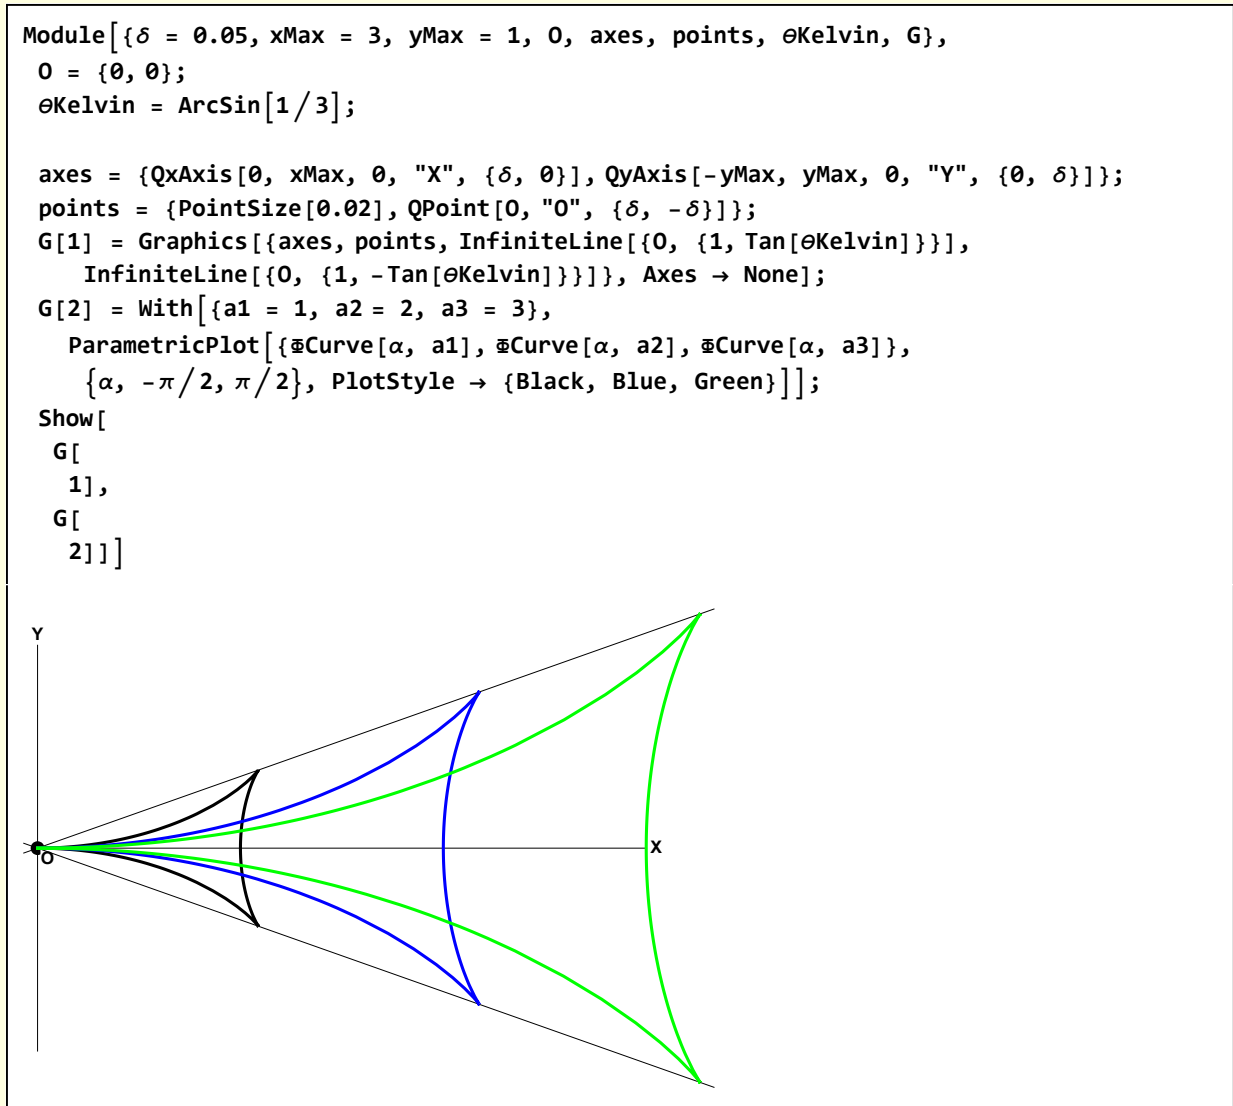 Module[{δ = 0.05, xMax = 3, yMax = 1, O, axes, points, θKelvin, G},
O = {0, 0};
θKelvin = ArcSin[1 / 3];
axes = {QxAxis[0, xMax, 0, "X", {δ, 0}], QyAxis[-yMax, yMax, 0, "Y", {0, δ}]};
points = {PointSize[0.02], QPoint[O, "O", {δ, -δ}]};
G[1] = Graphics[{axes, points, InfiniteLine[{O, {1, Tan[θKelvin]}}],
InfiniteLine[{O, {1, -Tan[θKelvin]}}]}, Axes → None];
G[2] = With[{a1 = 1, a2 = 2, a3 = 3},
ParametricPlot[{ΦCurve[α, a1], ΦCurve[α, a2], ΦCurve[α, a3]},
{α, -π / 2, π / 2}, PlotStyle → {Black, Blue, Green}]];
Show[
G[
1],
G[
2]]]
Y
X
O